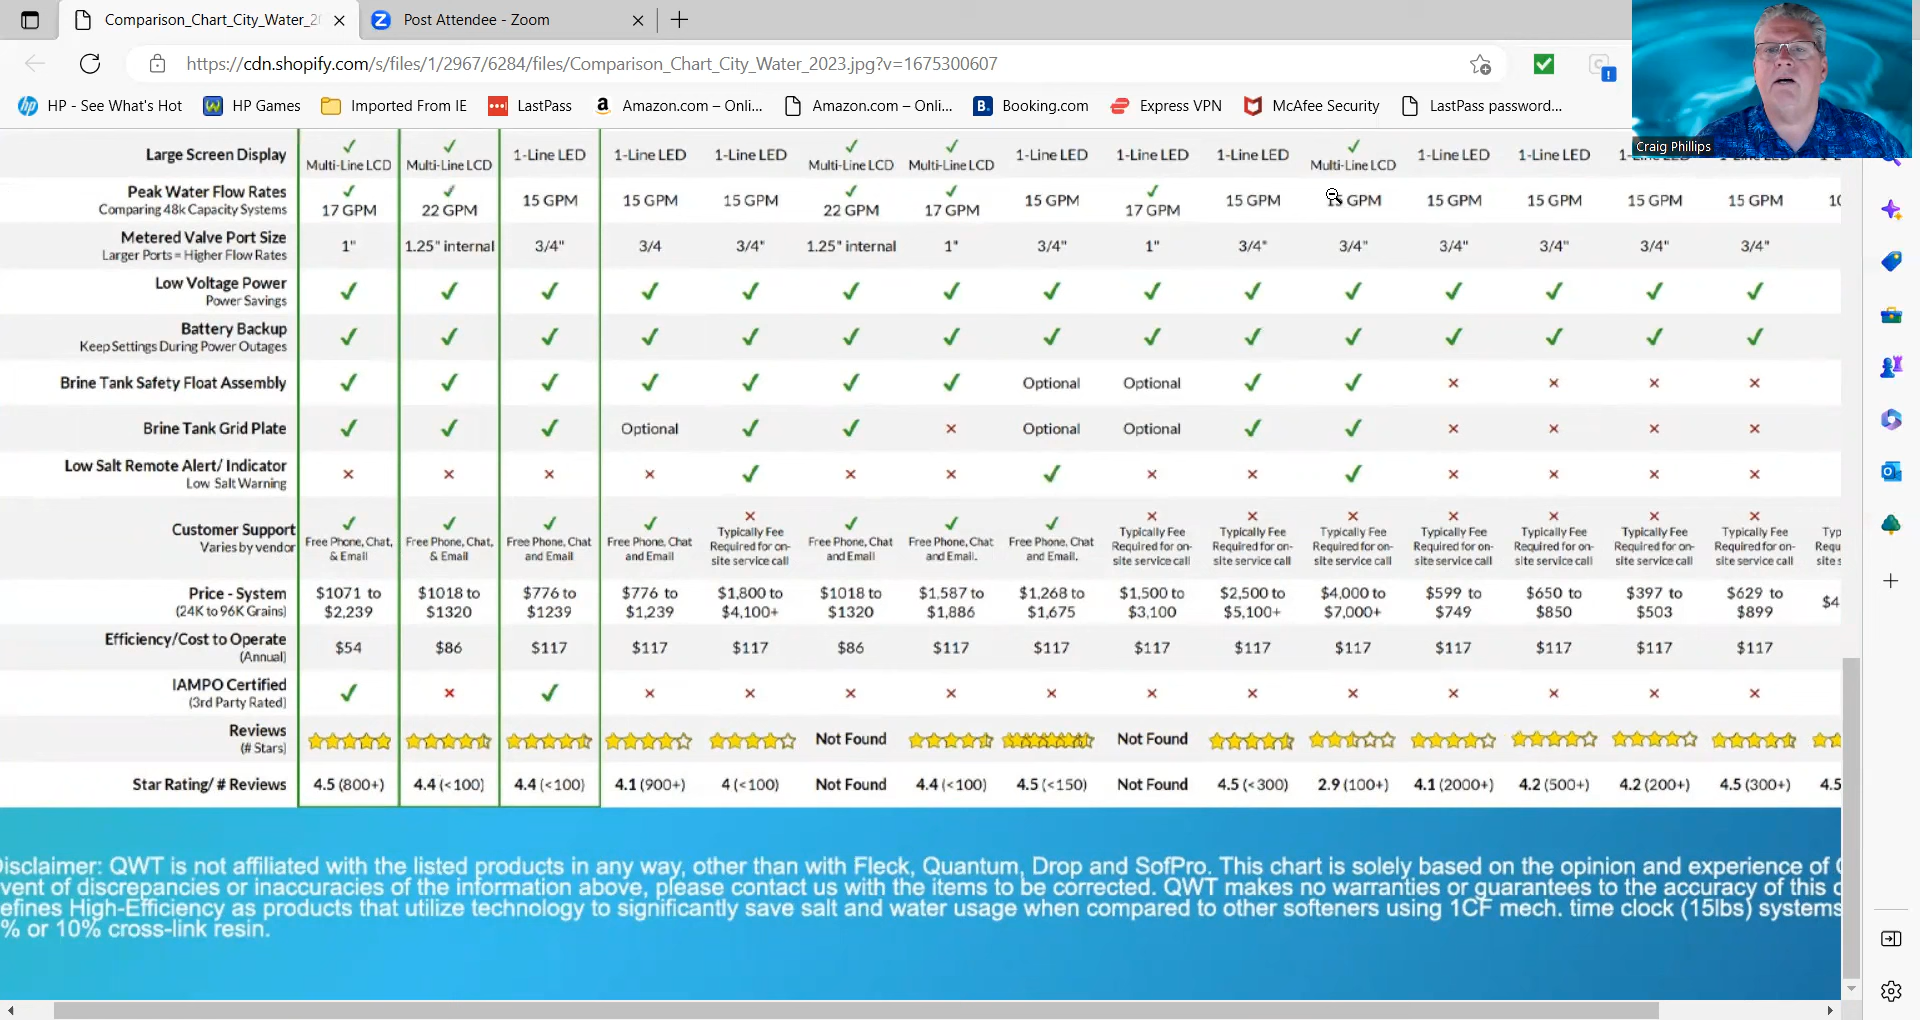 Comparison_Chart_City_Water_20
Post Attendee - Zoom
https://cdn.shopify.com/s/files/1/2967/6284/files/Comparison_Chart_City_Water_2023.jpg?v=1675300607
HP - See What's Hot HP Games Imported From IE LastPass Amazon.com – Onli... Amazon.com – Onli... Booking.com Express VPN McAfee Security LastPass password...
Craig Phillips
Large Screen Display Multi-Line LCD Multi-Line LCD 1-Line LED 1-Line LED 1-Line LED Multi-Line LCD Multi-Line LCD 1-Line LED 1-Line LED 1-Line LED Multi-Line LCD 1-Line LED 1-Line LED
Peak Water Flow Rates
Comparing 48k Capacity Systems
17 GPM 22 GPM 15 GPM 15 GPM 15 GPM 22 GPM 17 GPM 15 GPM 17 GPM 15 GPM 15 GPM 15 GPM 15 GPM 15 GPM 15 GPM 10
Metered Valve Port Size
Larger Ports = Higher Flow Rates
1" 1.25" internal 3/4" 3/4 3/4" 1.25" internal 1" 3/4" 1" 3/4" 3/4" 3/4" 3/4" 3/4" 3/4"
Low Voltage Power
Power Savings
Battery Backup
Keep Settings During Power Outages
Brine Tank Safety Float Assembly Optional Optional
Brine Tank Grid Plate Optional Optional Optional
Low Salt Remote Alert/ Indicator
Low Salt Warning
Customer Support
Varies by vendor
Free Phone, Chat, & Email
Free Phone, Chat, & Email
Free Phone, Chat and Email
Free Phone, Chat and Email
Typically Fee Required for on-site service call
Free Phone, Chat and Email
Free Phone, Chat and Email.
Free Phone, Chat and Email.
Typically Fee Required for on-site service call
Typically Fee Required for on-site service call
Typically Fee Required for on-site service call
Typically Fee Required for on-site service call
Typically Fee Required for on-site service call
Typically Fee Required for on-site service call
Typically Fee Required for on-site service call
Typ
Requ
site s
Price - System
(24K to 96K Grains)
$1071 to $2,239
$1018 to $1320
$776 to $1239
$776 to $1,239
$1,800 to $4,100+
$1018 to $1320
$1,587 to $1,886
$1,268 to $1,675
$1,500 to $3,100
$2,500 to $5,100+
$4,000 to $7,000+
$599 to $749
$650 to $850
$397 to $503
$629 to $899
$4
Efficiency/Cost to Operate
(Annual)
$54 $86 $117 $117 $117 $86 $117 $117 $117 $117 $117 $117 $117 $117 $117
IAMPO Certified
(3rd Party Rated)
Reviews
(# Stars)
Not Found Not Found
Star Rating/ # Reviews 4.5 (800+) 4.4 (<100) 4.4 (<100) 4.1 (900+) 4 (<100) Not Found 4.4 (<100) 4.5 (<150) Not Found 4.5 (<300) 2.9 (100+) 4.1 (2000+) 4.2 (500+) 4.2 (200+) 4.5 (300+) 4.5
Disclaimer: QWT is not affiliated with the listed products in any way, other than with Fleck, Quantum, Drop and SofPro. This chart is solely based on the opinion and experience of
vent of discrepancies or inaccuracies of the information above, please contact us with the items to be corrected. QWT makes no warranties or guarantees to the accuracy of this
efines High-Efficiency as products that utilize technology to significantly save salt and water usage when compared to other softeners using 1CF mech. time clock (15lbs) systems
% or 10% cross-link resin.